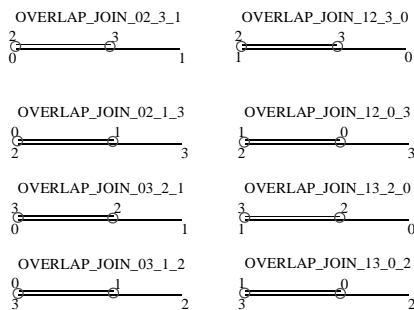 OVERLAP_JOIN_02_3_1 OVERLAP_JOIN_12_3_0
2 3 2 3
0 1 1 0
OVERLAP_JOIN_02_1_3 OVERLAP_JOIN_12_0_3
0 1 1 0
2 3 2 3
OVERLAP_JOIN_03_2_1 OVERLAP_JOIN_13_2_0
3 2 3 2
0 1 1 0
OVERLAP_JOIN_03_1_2 OVERLAP_JOIN_13_0_2
0 1 1 0
3 2 3 2